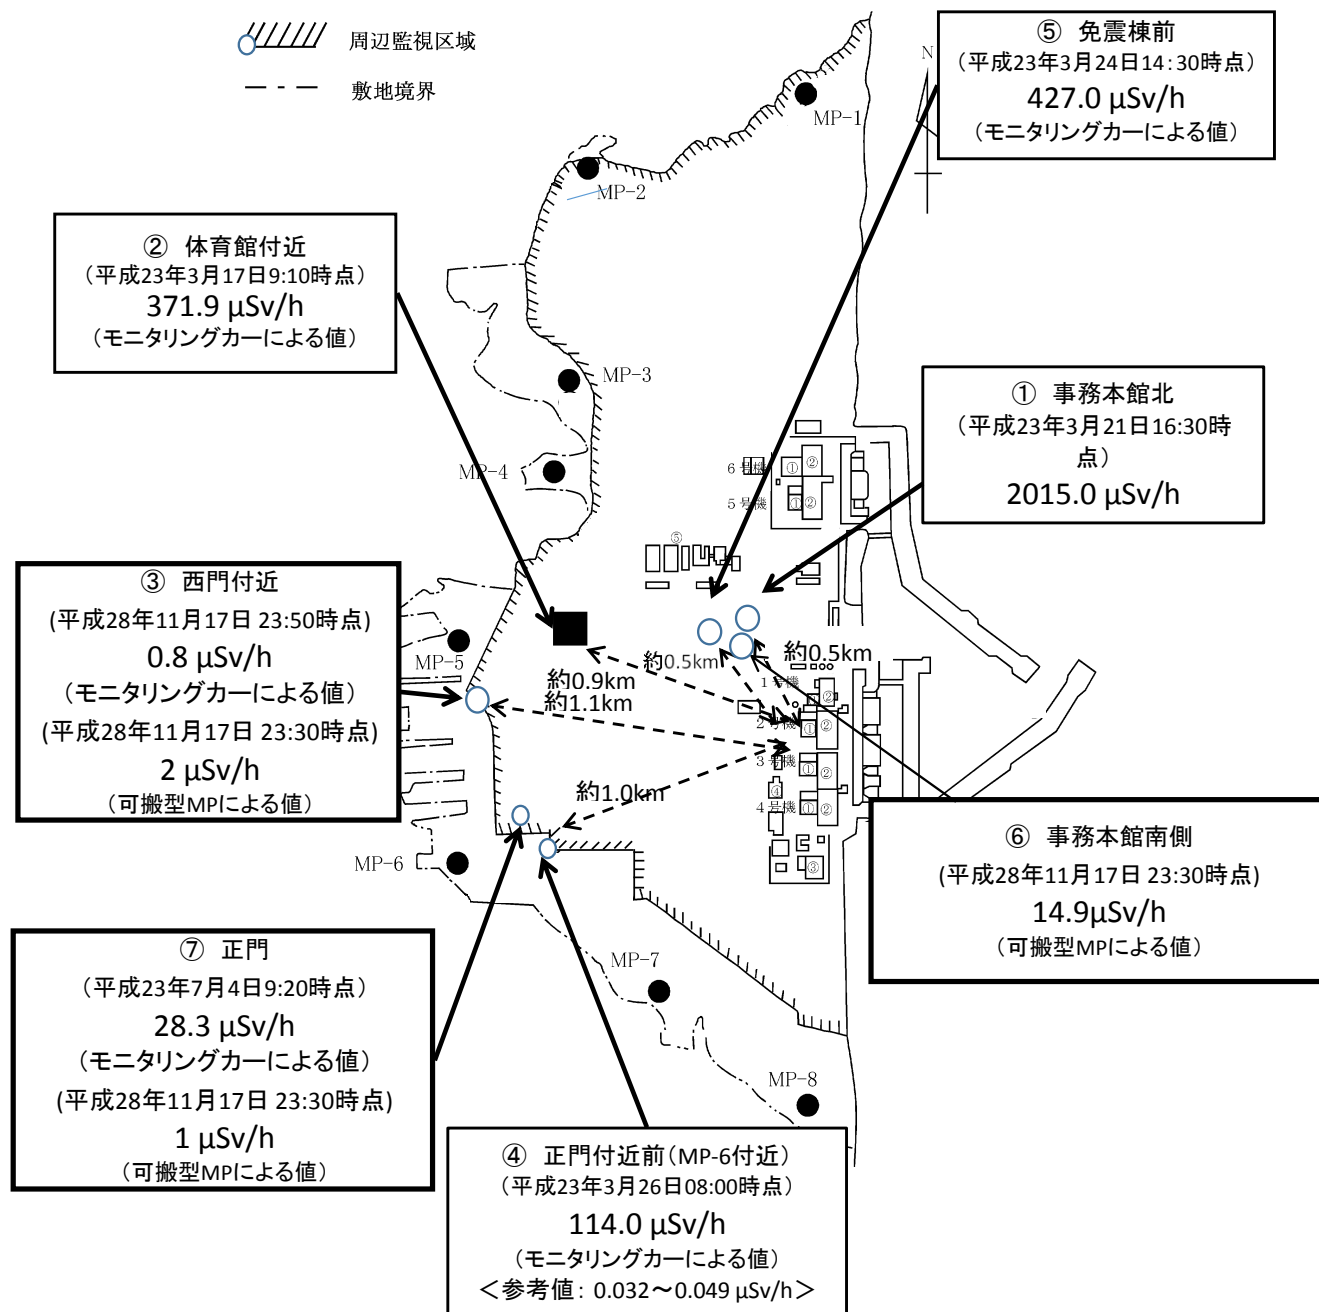 周辺監視区域
敷地境界
⑤ 免震棟前
(平成23年3月24日14:30時点)
427.0 μSv/h
(モニタリングカーによる値)
N
MP-1
MP-2
② 体育館付近
(平成23年3月17日9:10時点)
371.9 μSv/h
(モニタリングカーによる値)
MP-3
① 事務本館北
(平成23年3月21日16:30時
点)
2015.0 μSv/h
MP-4
6号機
① ②
5号機
① ②
⑤
③ 西門付近
(平成28年11月17日 23:50時点)
0.8 μSv/h
(モニタリングカーによる値)
(平成28年11月17日 23:30時点)
2 μSv/h
(可搬型MPによる値)
MP-5
約0.5km
約0.5km
約0.9km
約1.1km
1号機
②
2号機
① ②
3号機
① ②
④
4号機
① ②
③
約1.0km
MP-6
⑥ 事務本館南側
(平成28年11月17日 23:30時点)
14.9μSv/h
(可搬型MPによる値)
⑦ 正門
(平成23年7月4日9:20時点)
28.3 μSv/h
(モニタリングカーによる値)
(平成28年11月17日 23:30時点)
1 μSv/h
(可搬型MPによる値)
MP-7
MP-8
④ 正門付近前(MP-6付近)
(平成23年3月26日08:00時点)
114.0 μSv/h
(モニタリングカーによる値)
<参考値: 0.032~0.049 μSv/h>